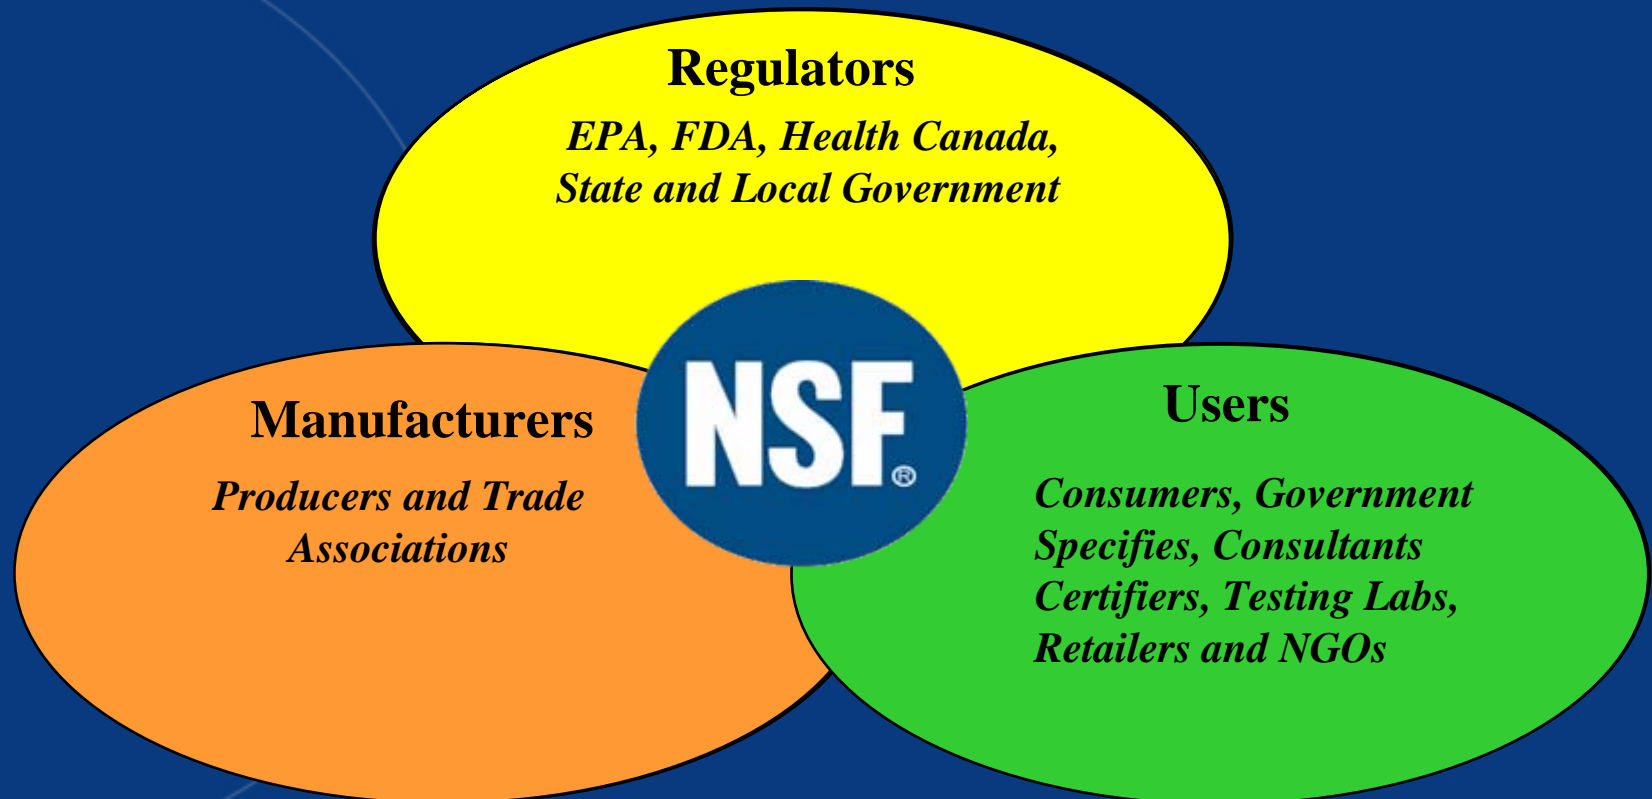 Regulators
EPA, FDA, Health Canada,
State and Local Government
NSF®
Manufacturers
Producers and Trade
Associations
Users
Consumers, Government
Specifies, Consultants
Certifiers, Testing Labs,
Retailers and NGOs